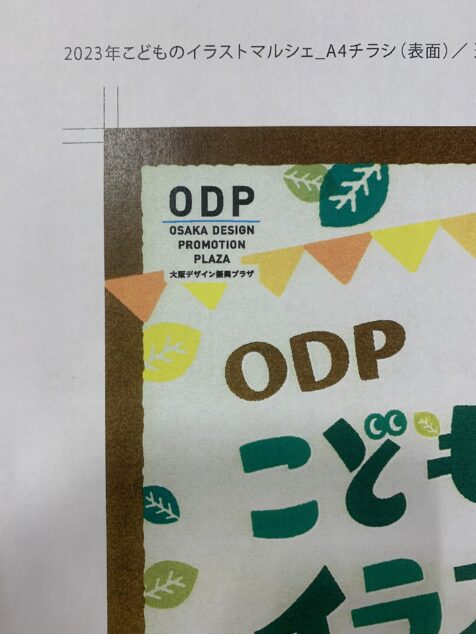 2023年こどものイラストマルシェ_A4チラシ（表面）／
ODP
OSAKA DESIGN
PROMOTION
PLAZA
大阪デザイン振興プラザ
ODP
こども
イラ